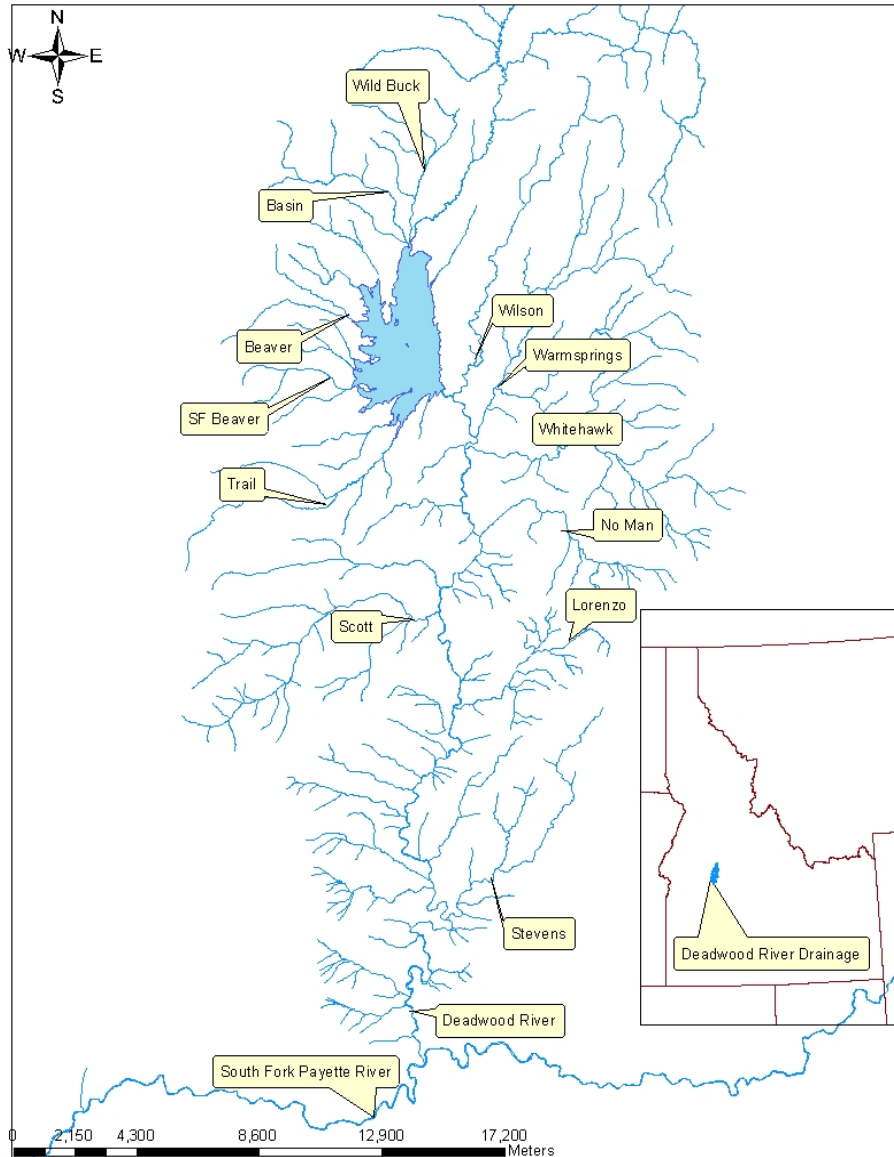 N
W E
S
Wild Buck
Basin
Wilson
Beaver
Warmsprings
SF Beaver
Whitehawk
Trail
No Man
Lorenzo
Scott
Stevens
Deadwood River Drainage
Deadwood River
South Fork Payette River
0 2,150 4,300 8,600 12,900 17,200
Meters